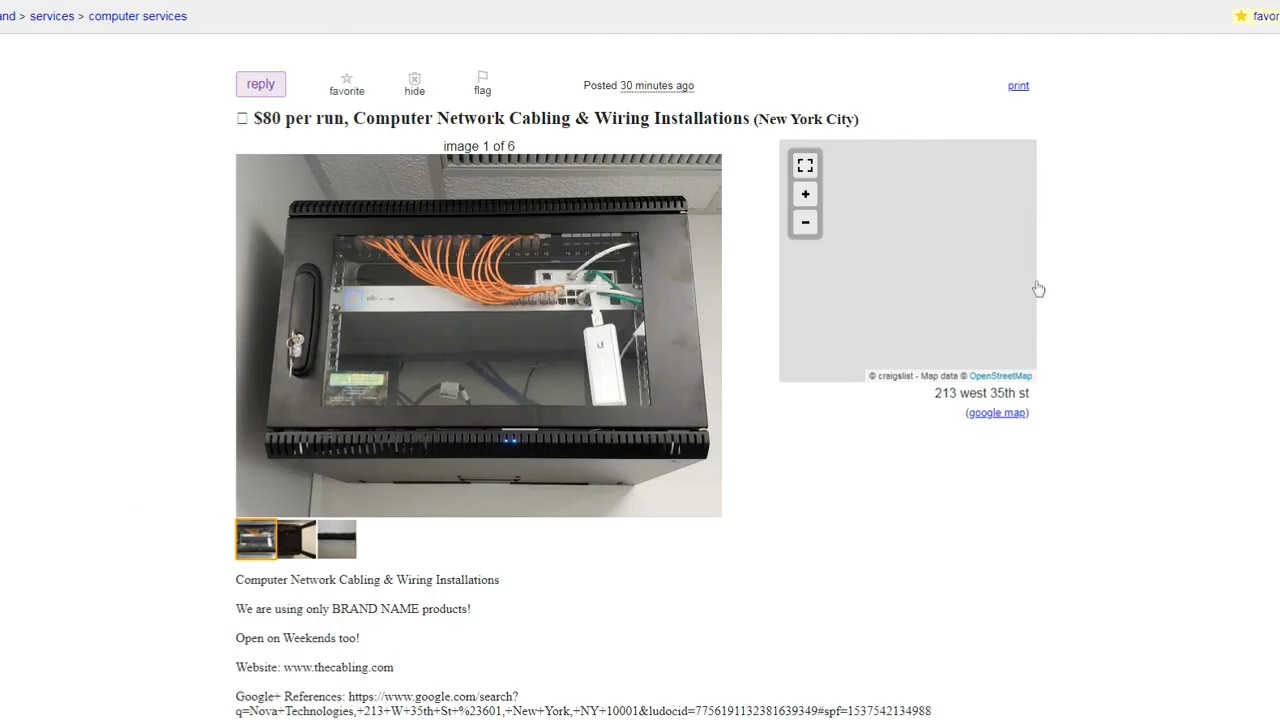 and > services > computer services
favor
reply
favorite
hide
flag
Posted 30 minutes ago
print
$80 per run, Computer Network Cabling & Wiring Installations (New York City)
image 1 of 6
+
−
© craigslist - Map data © OpenStreetMap
213 west 35th st
(google map)
Computer Network Cabling & Wiring Installations
We are using only BRAND NAME products!
Open on Weekends too!
Website: www.thecabling.com
Google+ References: https://www.google.com/search?
q=Nova+Technologies,+213+W+35th+St+%23601,+New+York,+NY+10001&ludocid=7756191132381639349#spf=1537542134988